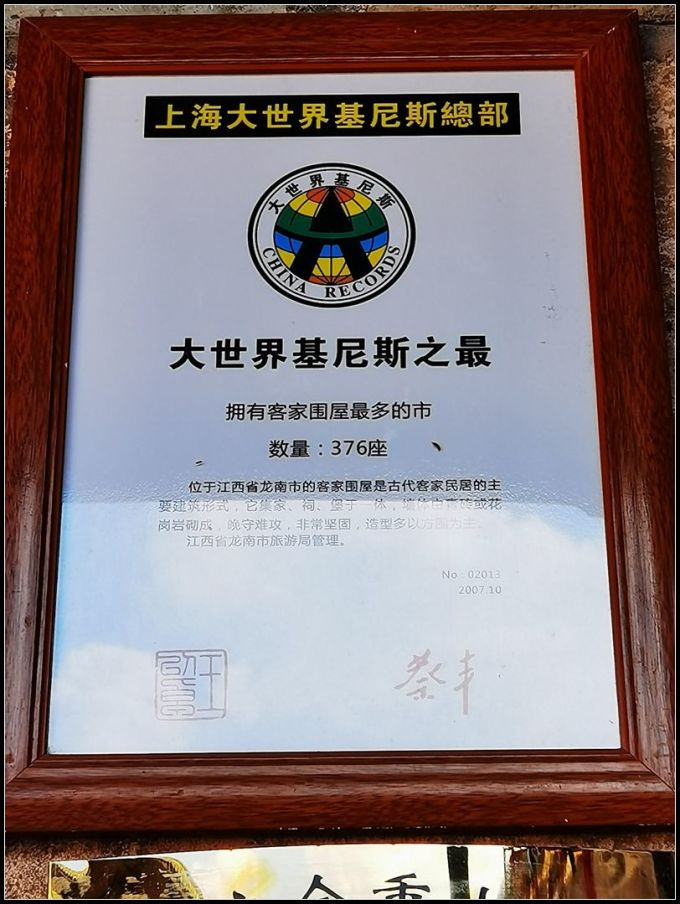 上海大世界基尼斯總部
大世界基尼斯
CHINA RECORDS
大世界基尼斯之最
拥有客家围屋最多的市
数量：376座
位于江西省龙南市的客家围屋是古代客家民居的主
要建筑形式，它集家、祠、堡于一体，墙体由青砖或花
岗岩砌成，晚守难攻，非常坚固，造型多以方圆为主。
江西省龙南市旅游局管理。
No：02013
2007.10